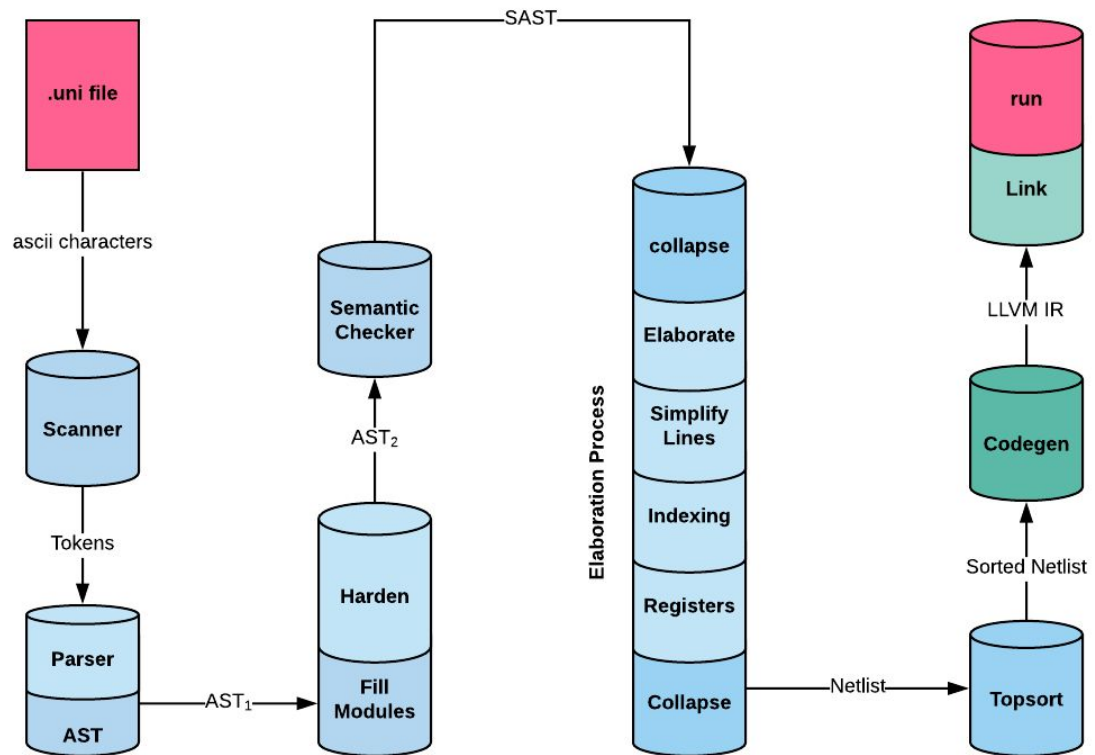 .uni file
ascii characters
Scanner
Tokens
Parser
AST
AST₁
Harden
Fill
Modules
AST₂
Semantic
Checker
SAST
Elaboration Process
collapse
Elaborate
Simplify
Lines
Indexing
Registers
Collapse
Netlist
Topsort
Sorted Netlist
Codegen
LLVM IR
Link
run